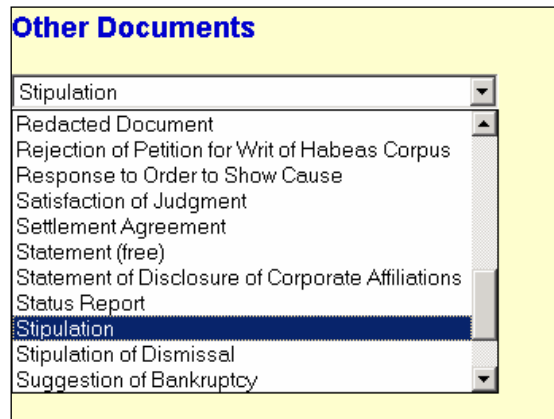 Other Documents
Stipulation
Redacted Document
Rejection of Petition for Writ of Habeas Corpus
Response to Order to Show Cause
Satisfaction of Judgment
Settlement Agreement
Statement (free)
Statement of Disclosure of Corporate Affiliations
Status Report
Stipulation
Stipulation of Dismissal
Suggestion of Bankruptcy